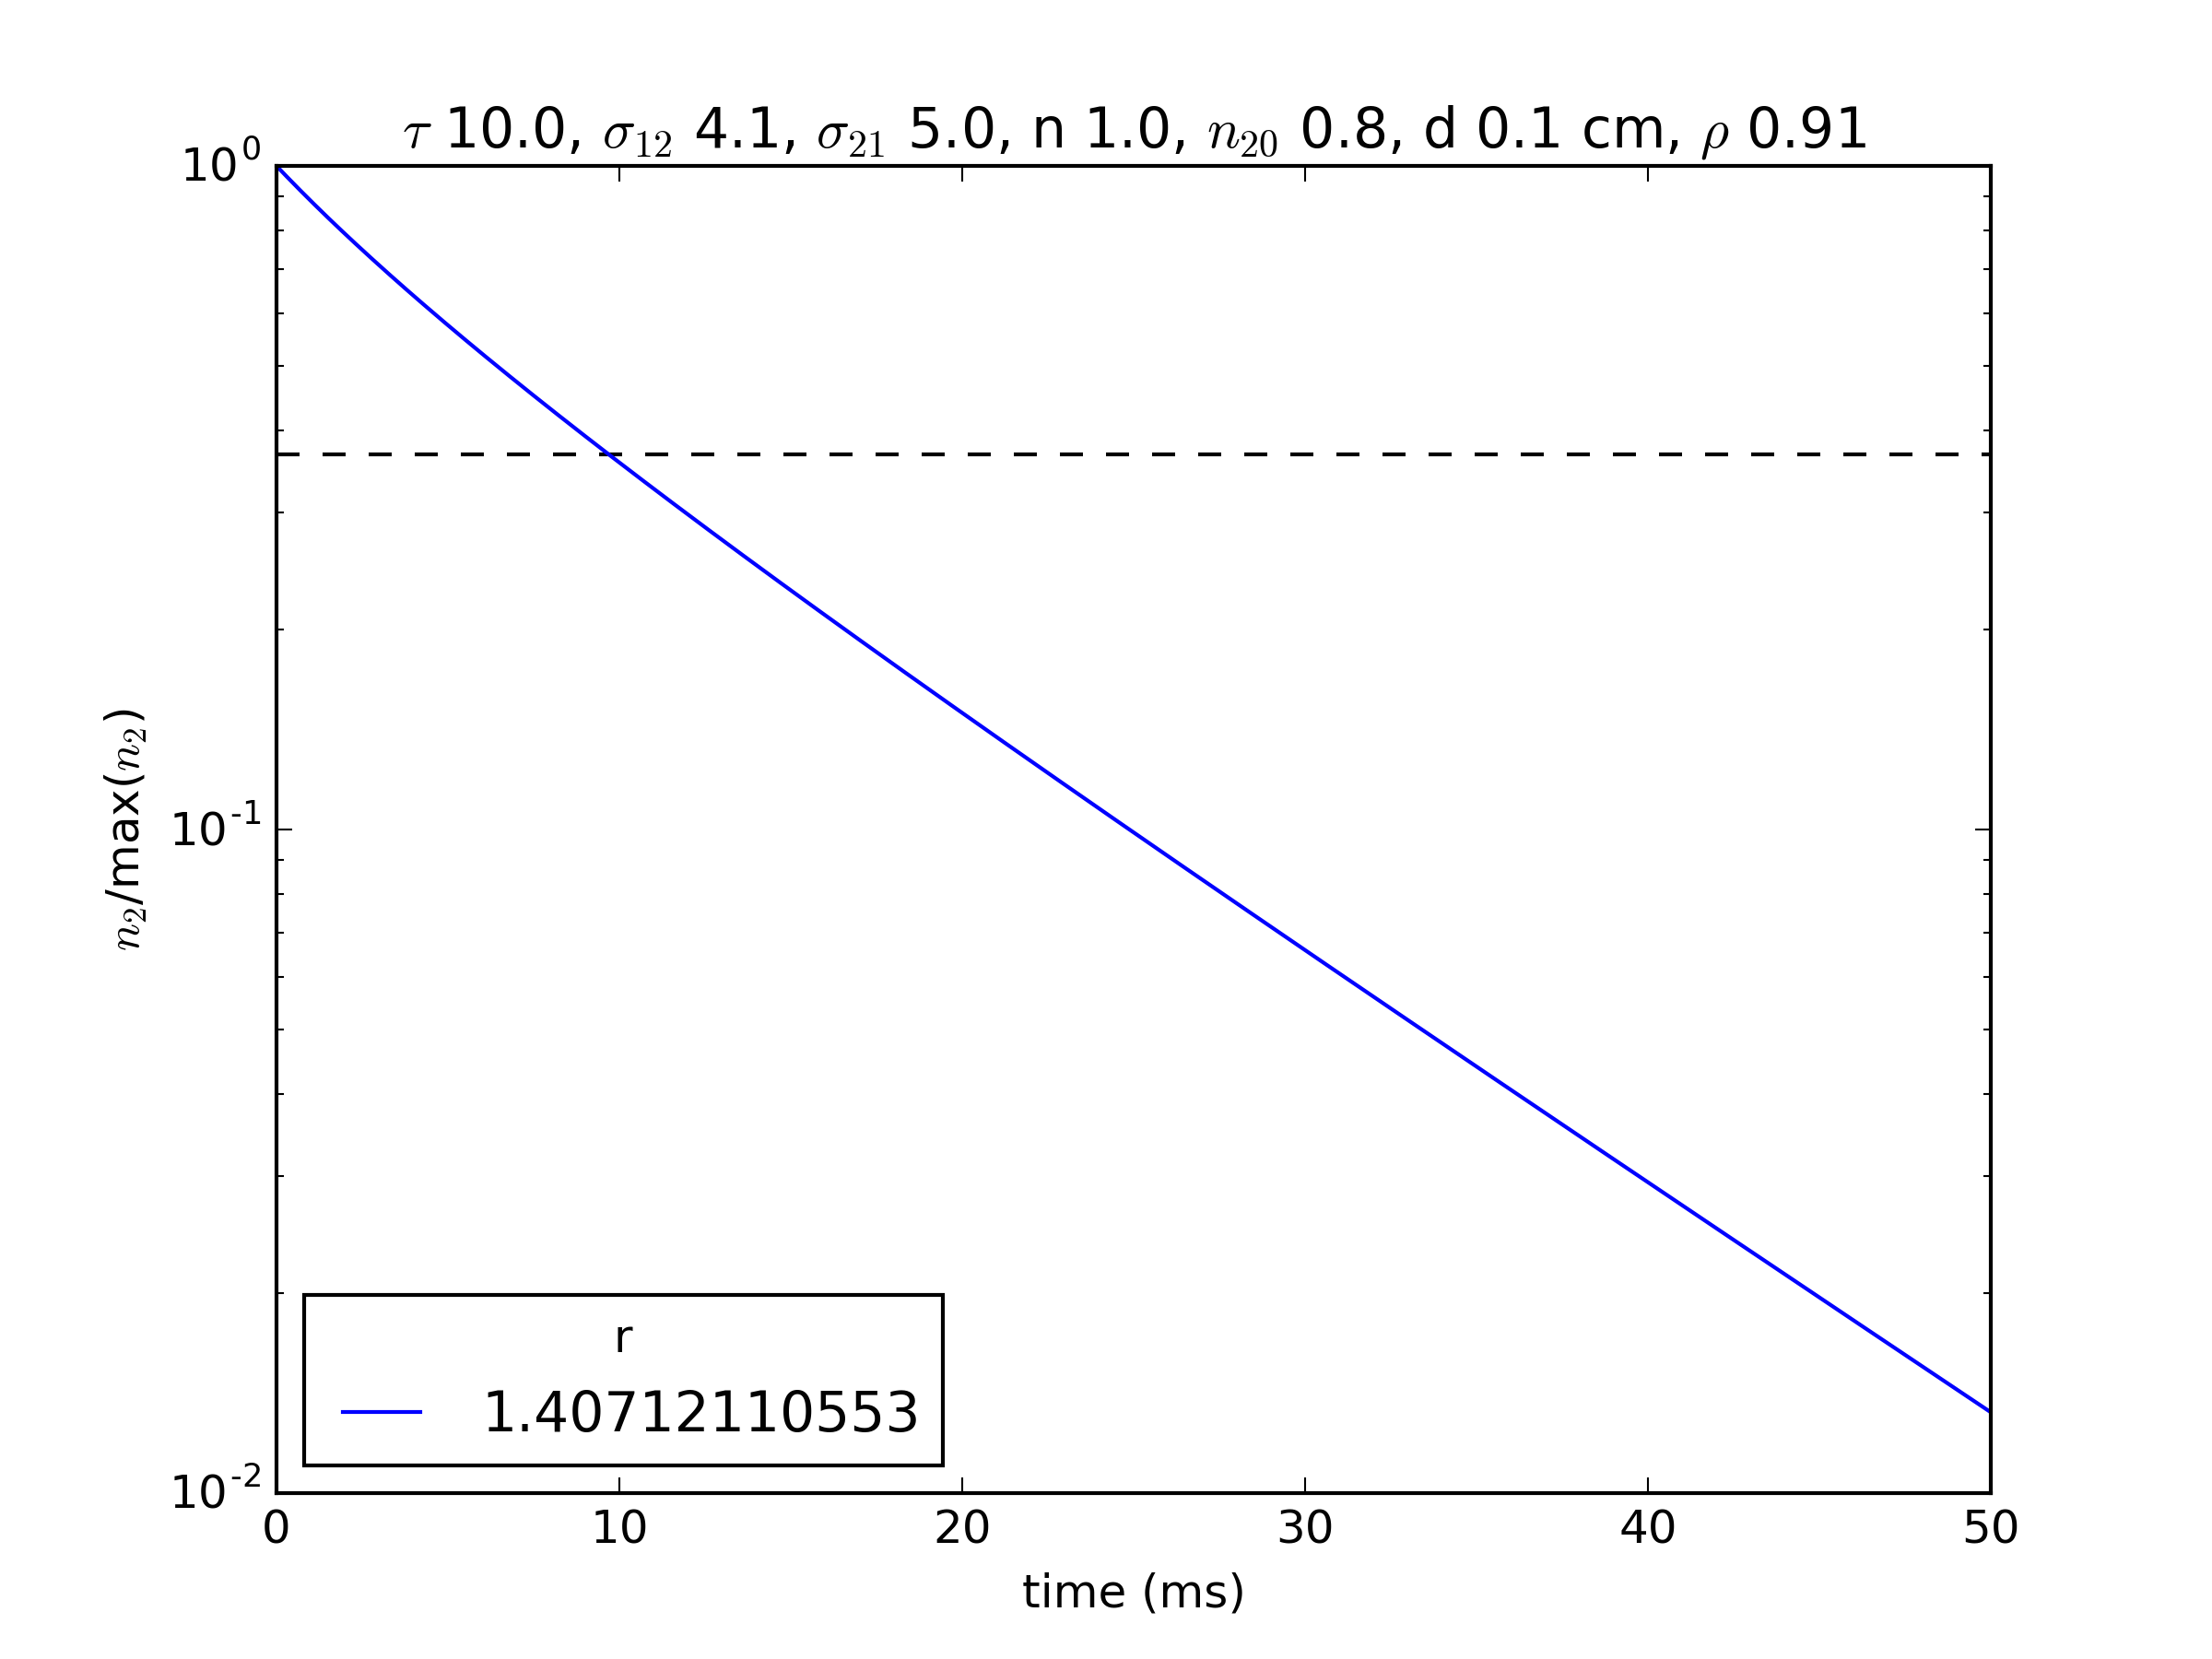 τ 10.0, σ₁₂ 4.1, σ₂₁ 5.0, n 1.0, n₂₀ 0.8, d 0.1 cm, ρ 0.91
10⁰
10⁻¹
10⁻²
n₂/max(n₂)
r
1.40712110553
0 10 20 30 40 50
time (ms)